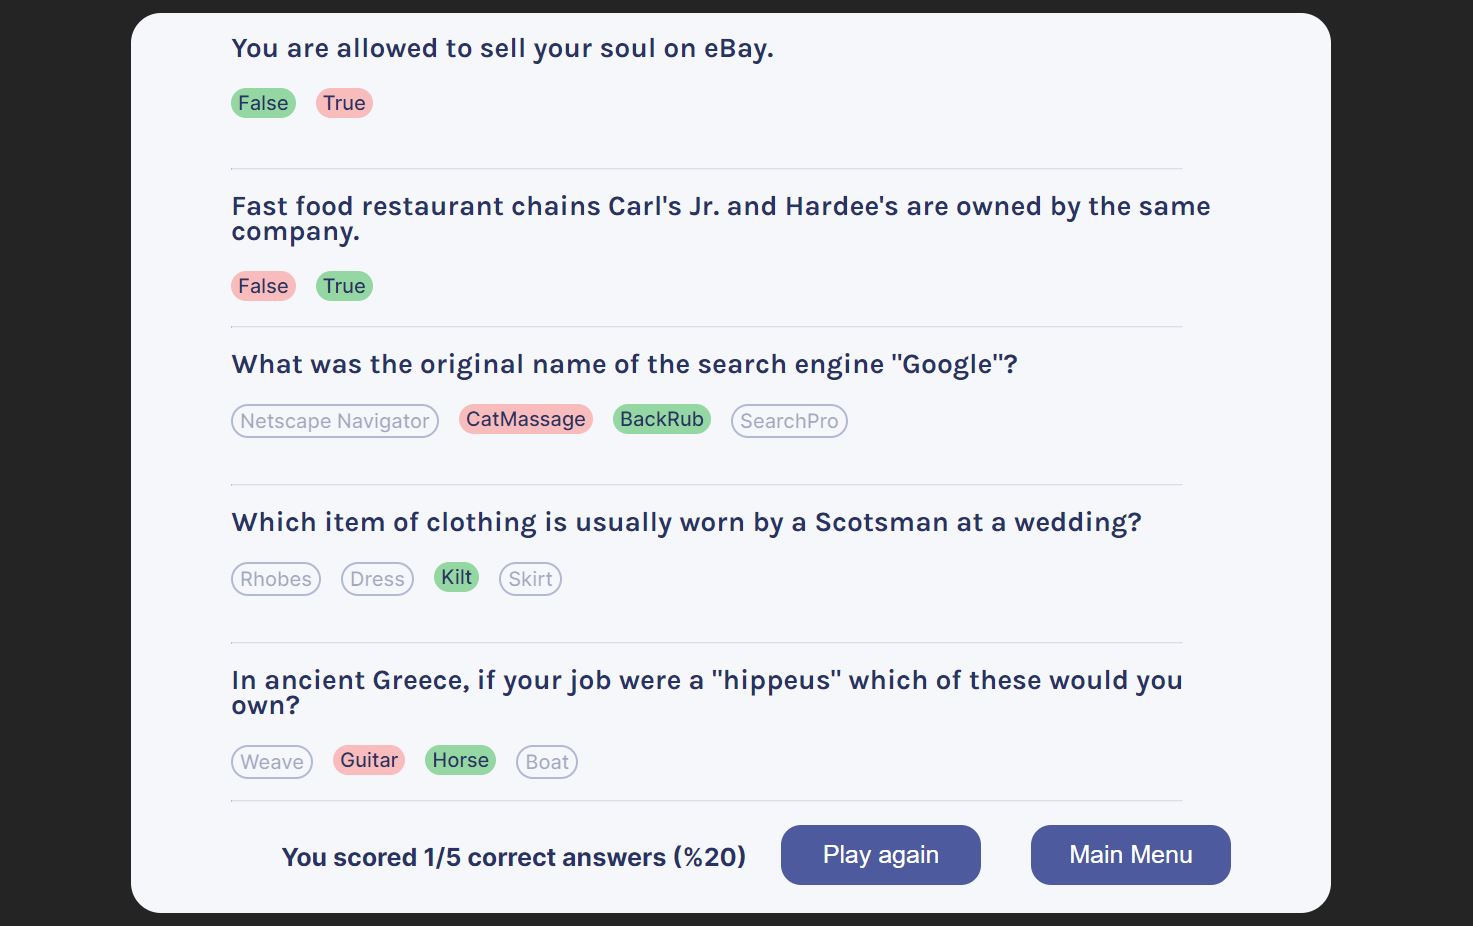 You are allowed to sell your soul on eBay.
False True
Fast food restaurant chains Carl's Jr. and Hardee's are owned by the same
company.
False True
What was the original name of the search engine "Google"?
Netscape Navigator CatMassage BackRub SearchPro
Which item of clothing is usually worn by a Scotsman at a wedding?
Rhobes Dress Kilt Skirt
In ancient Greece, if your job were a "hippeus" which of these would you
own?
Weave Guitar Horse Boat
You scored 1/5 correct answers (%20) Play again Main Menu